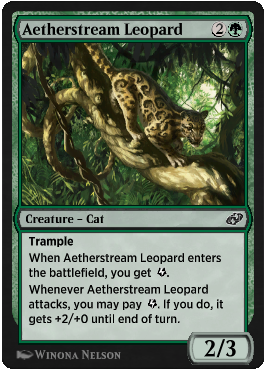 Aetherstream Leopard 2
Creature – Cat
Trample
When Aetherstream Leopard enters
the battlefield, you get .
Whenever Aetherstream Leopard
attacks, you may pay . If you do, it
gets +2/+0 until end of turn.
Winona Nelson
2/3